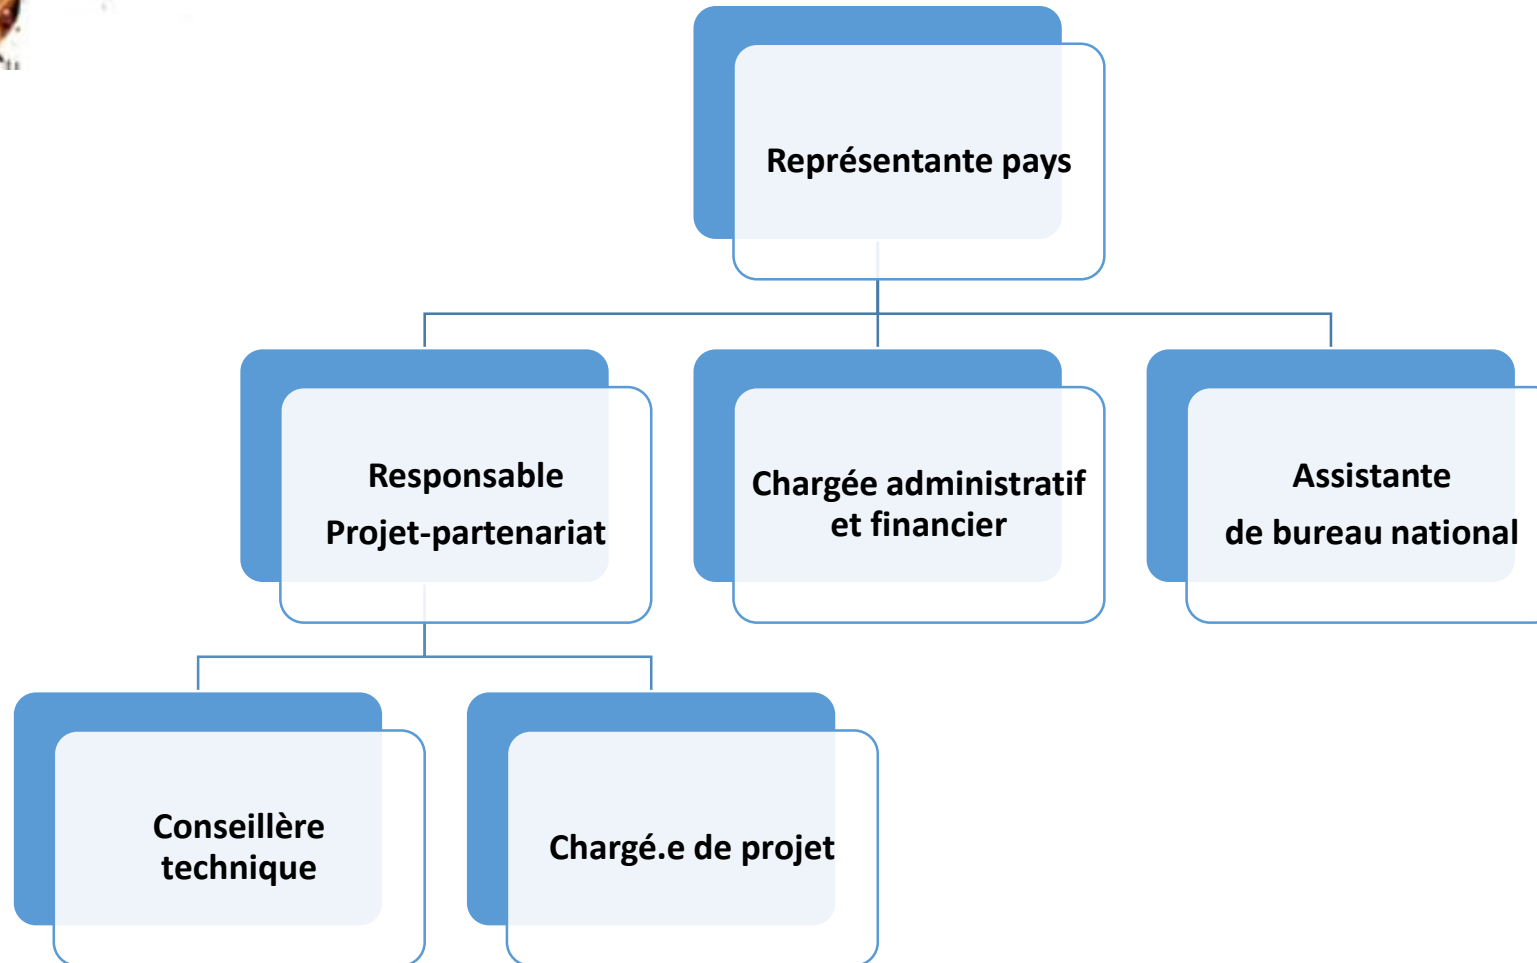 Représentante pays
Responsable
Projet-partenariat
Chargée administratif
et financier
Assistante
de bureau national
Conseillère
technique
Chargé.e de projet